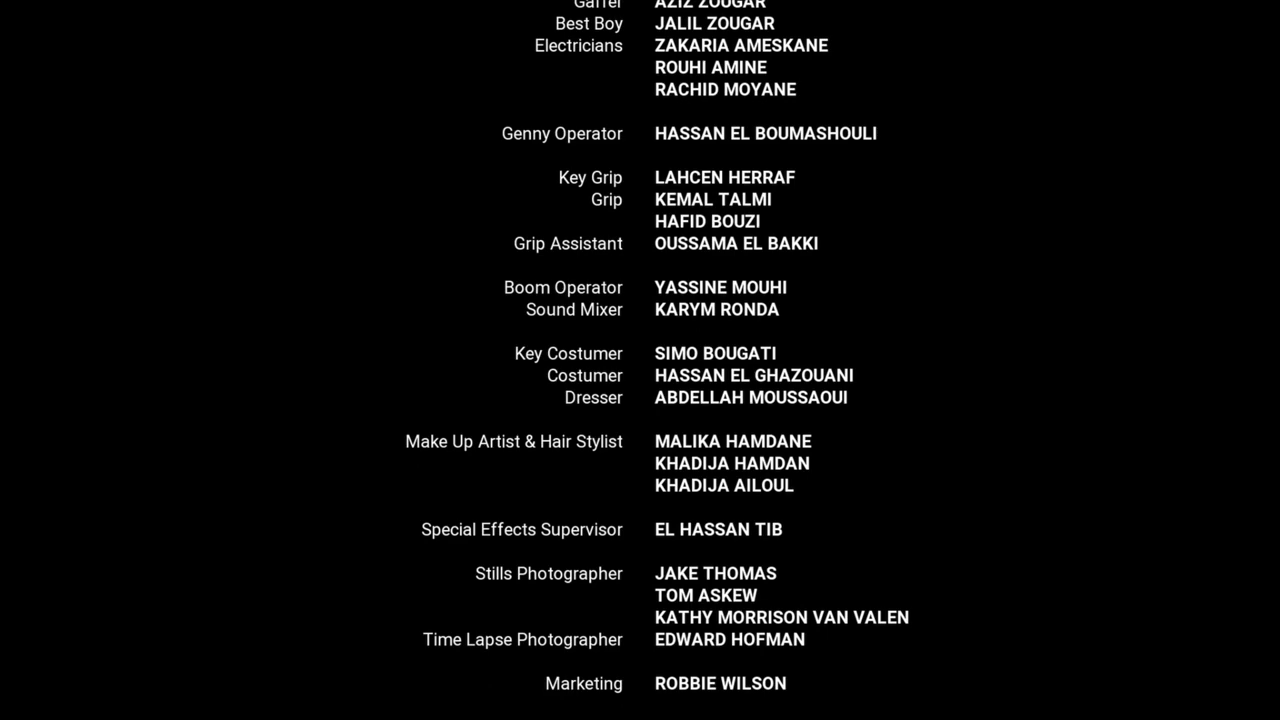 Gaffer AZIZ ZOUGAR
Best Boy JALIL ZOUGAR
Electricians ZAKARIA AMESKANE
ROUHI AMINE
RACHID MOYANE
Genny Operator HASSAN EL BOUMASHOULI
Key Grip LAHCEN HERRAF
Grip KEMAL TALMI
HAFID BOUZI
Grip Assistant OUSSAMA EL BAKKI
Boom Operator YASSINE MOUHI
Sound Mixer KARYM RONDA
Key Costumer SIMO BOUGATI
Costumer HASSAN EL GHAZOUANI
Dresser ABDELLAH MOUSSAOUI
Make Up Artist & Hair Stylist MALIKA HAMDANE
KHADIJA HAMDAN
KHADIJA AILOUL
Special Effects Supervisor EL HASSAN TIB
Stills Photographer JAKE THOMAS
TOM ASKEW
KATHY MORRISON VAN VALEN
Time Lapse Photographer EDWARD HOFMAN
Marketing ROBBIE WILSON